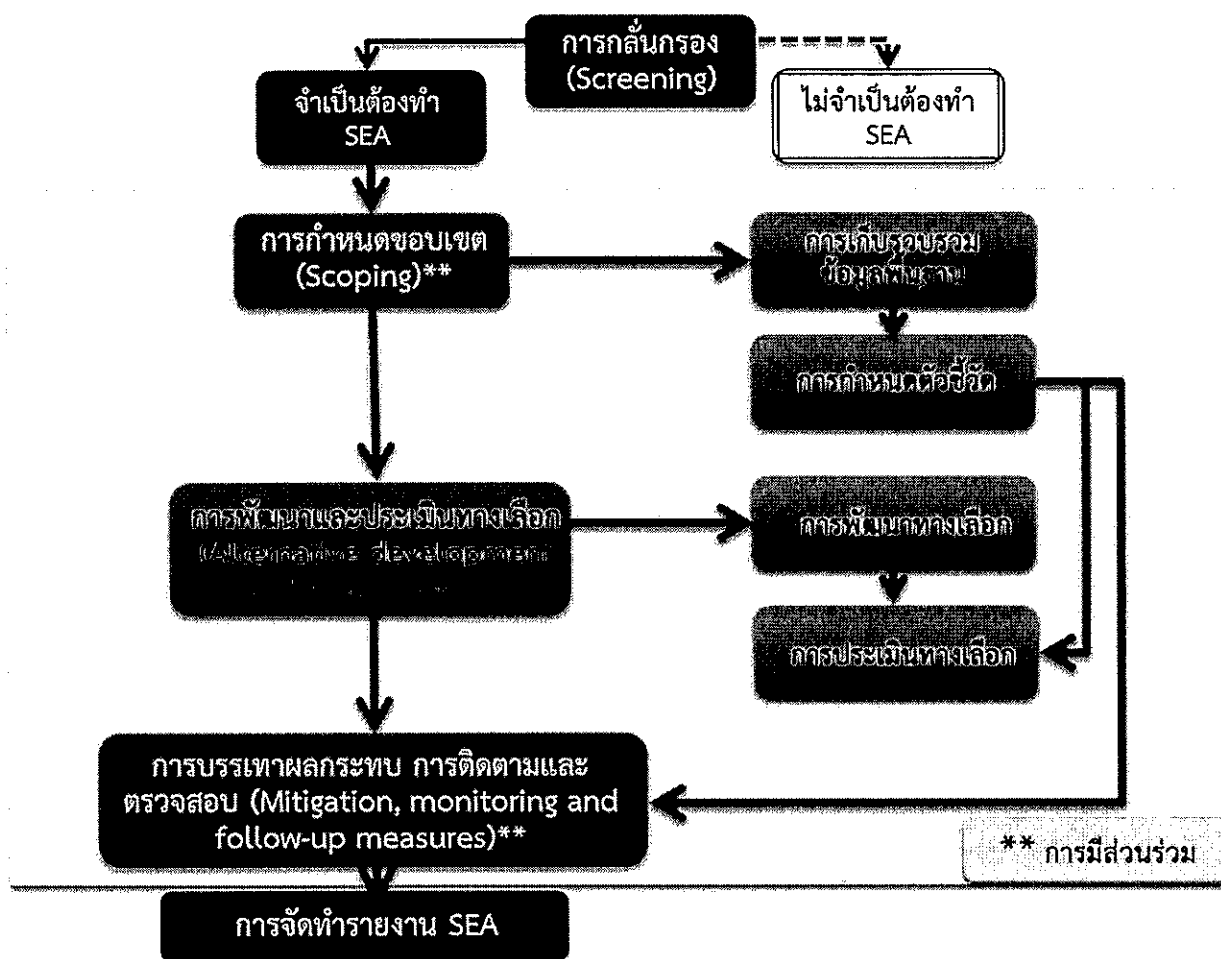 การกลั่นกรอง
(Screening)
จำเป็นต้องทำ
SEA
ไม่จำเป็นต้องทำ
SEA
การกำหนดขอบเขต
(Scoping)**
การเก็บรวบรวม
ข้อมูลพื้นฐาน
การกำหนดตัวชี้วัด
การพัฒนาและประเมินทางเลือก
(Alternative development
การพัฒนาทางเลือก
การประเมินทางเลือก
การบรรเทาผลกระทบ การติดตามและ
ตรวจสอบ (Mitigation, monitoring and
follow-up measures)**
** การมีส่วนร่วม
การจัดทำรายงาน SEA